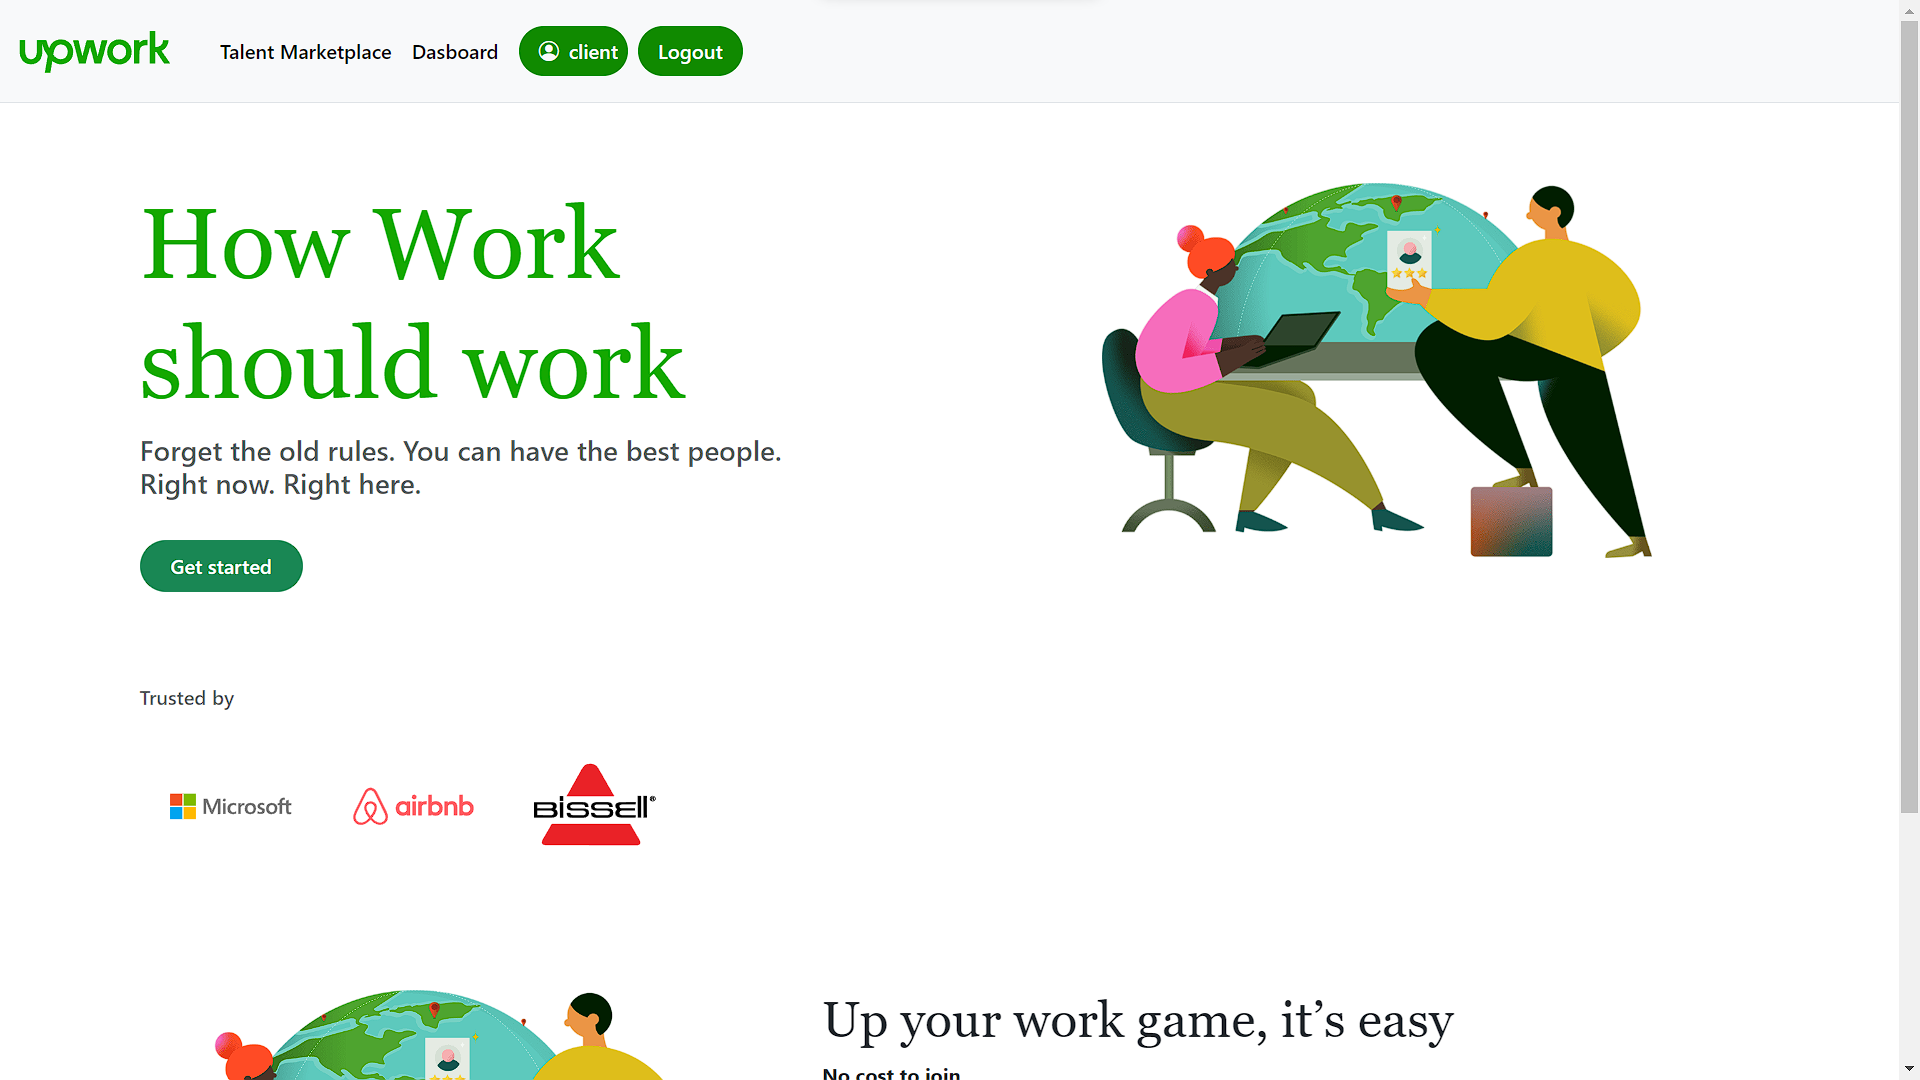 upwork
Talent Marketplace
Dasboard
client
Logout
How Work
should work
Forget the old rules. You can have the best people.
Right now. Right here.
Get started
Trusted by
Microsoft
airbnb
BISSELL®
Up your work game, it’s easy
No cost to join